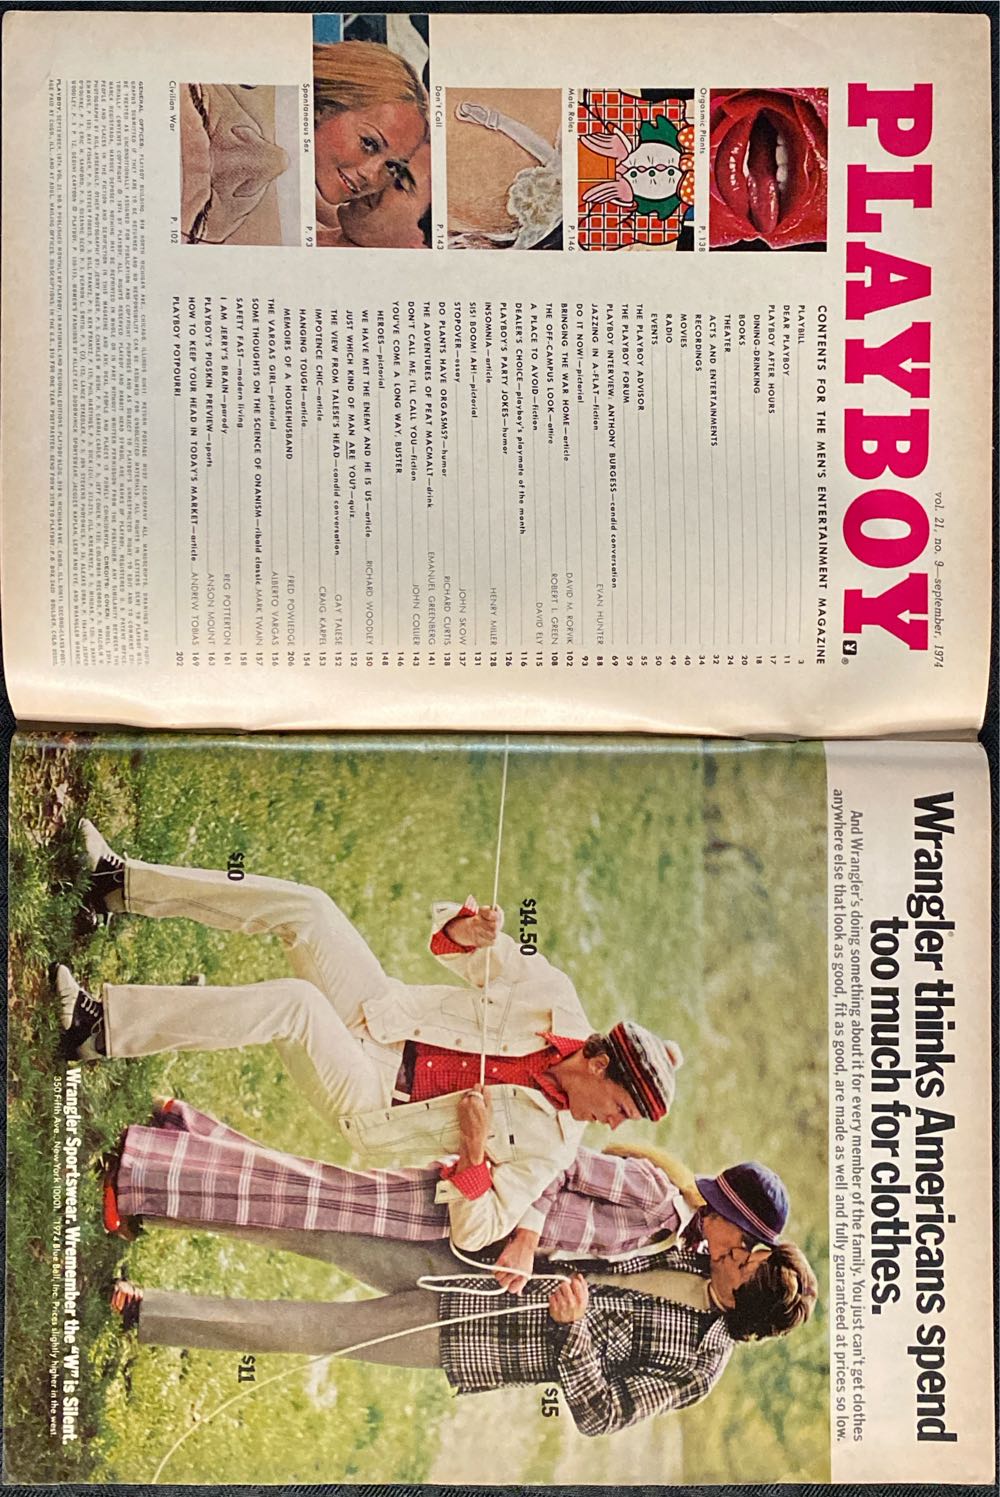 vol. 21, no. 9—september, 1974
PLAYBOY®
CONTENTS FOR THE MEN'S ENTERTAINMENT MAGAZINE
PLAYBILL 3
DEAR PLAYBOY 11
PLAYBOY AFTER HOURS 17
DINING-DRINKING 18
BOOKS 20
THEATER 24
ACTS AND ENTERTAINMENTS 32
RECORDINGS 34
MOVIES 40
RADIO 49
EVENTS 50
THE PLAYBOY ADVISOR 55
THE PLAYBOY FORUM 59
PLAYBOY INTERVIEW: ANTHONY BURGESS—candid conversation 69
JAZZING IN A-FLAT—fiction EVAN HUNTER 88
DO IT NOW!—pictorial 93
BRINGING THE WAR HOME—article DAVID M. RORVIK 102
THE OFF-CAMPUS LOOK—attire ROBERT L. GREEN 108
A PLACE TO AVOID—fiction DAVID ELY 115
DEALER'S CHOICE—playboy's playmate of the month 116
PLAYBOY'S PARTY JOKES—humor 126
INSOMNIA—article HENRY MILLER 128
SIS! BOOM! AH!—pictorial 131
STOPOVER—essay JOHN SKOW 137
DO PLANTS HAVE ORGASMS?—humor RICHARD CURTIS 138
THE ADVENTURES OF PEAT MACMALT—drink EMANUEL GREENBERG 141
DON'T CALL ME I'LL CALL YOU—fiction JOHN COLLIER 143
YOU'VE COME A LONG WAY, BUSTER 146
HEROES—pictorial 148
WE HAVE MET THE ENEMY AND HE IS US—article RICHARD WOODLEY 150
JUST WHICH KIND OF MAN ARE YOU?—quiz 152
THE VIEW FROM TALESE'S HEAD—candid conversation GAY TALESE 152
IMPOTENCE CHIC—article CRAIG KARPEL 153
HANGING TOUGH—article 154
MEMOIRS OF A HOUSEHUSBAND FRED POWLEDGE 206
THE VARGAS GIRL—pictorial ALBERTO VARGAS 156
SOME THOUGHTS ON THE SCIENCE OF ONANISM—ribald classic MARK TWAIN 157
SAFETY FAST—modern living 158
I AM JERRY'S BRAIN—parody REG POTTERTON 161
PLAYBOY'S PIGSKIN PREVIEW—sports ANSON MOUNT 163
HOW TO KEEP YOUR HEAD IN TODAY'S MARKET—article ANDREW TOBIAS 169
PLAYBOY POTPOURRI 202
Orgasmic Plants P. 138
Male Roles P. 146
Don't Call P. 143
Spontaneous Sex P. 93
Civilian War P. 102
Wrangler® thinks Americans spend
too much for clothes.
And Wrangler's doing something about it for every member of the family. You just can't get clothes
anywhere else that look as good, fit as good, are made as well and fully guaranteed at prices so low.
$14.50
$15
$10
$11
Wrangler Sportswear. Wremember the "W" is Silent.
350 Fifth Ave. New York 10001. ©1974 Blue Bell, Inc. Prices slightly higher in the west.